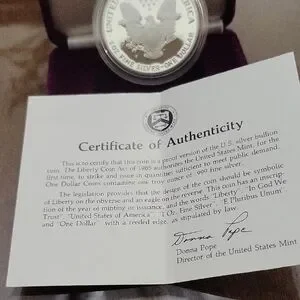 UNITED STATES
1 OZ. FINE SILVER~ONE DOLLAR
Certificate of Authenticity
This is to certify that this coin is a proof version of the U.S. silver bullion
coin. The Liberty Coin Act of 1985 authorizes the United States Mint, for the
first time, to strike and issue in quantities sufficient to meet public demand,
One Dollar Coins containing one troy ounce of .999 fine silver.
The legislation provides that the design of the coin should be symbolic
of Liberty on the obverse and an eagle on the reverse. This coin has an inscrip-
tion of the year of minting or issuance, and the words "Liberty", "In God We
Trust", "United States of America", "1 Oz. Fine Silver", "E Pluribus Unum",
and "One Dollar" with a reeded edge, as stipulated by law.
Donna Pope
Donna Pope
Director of the United States Mint